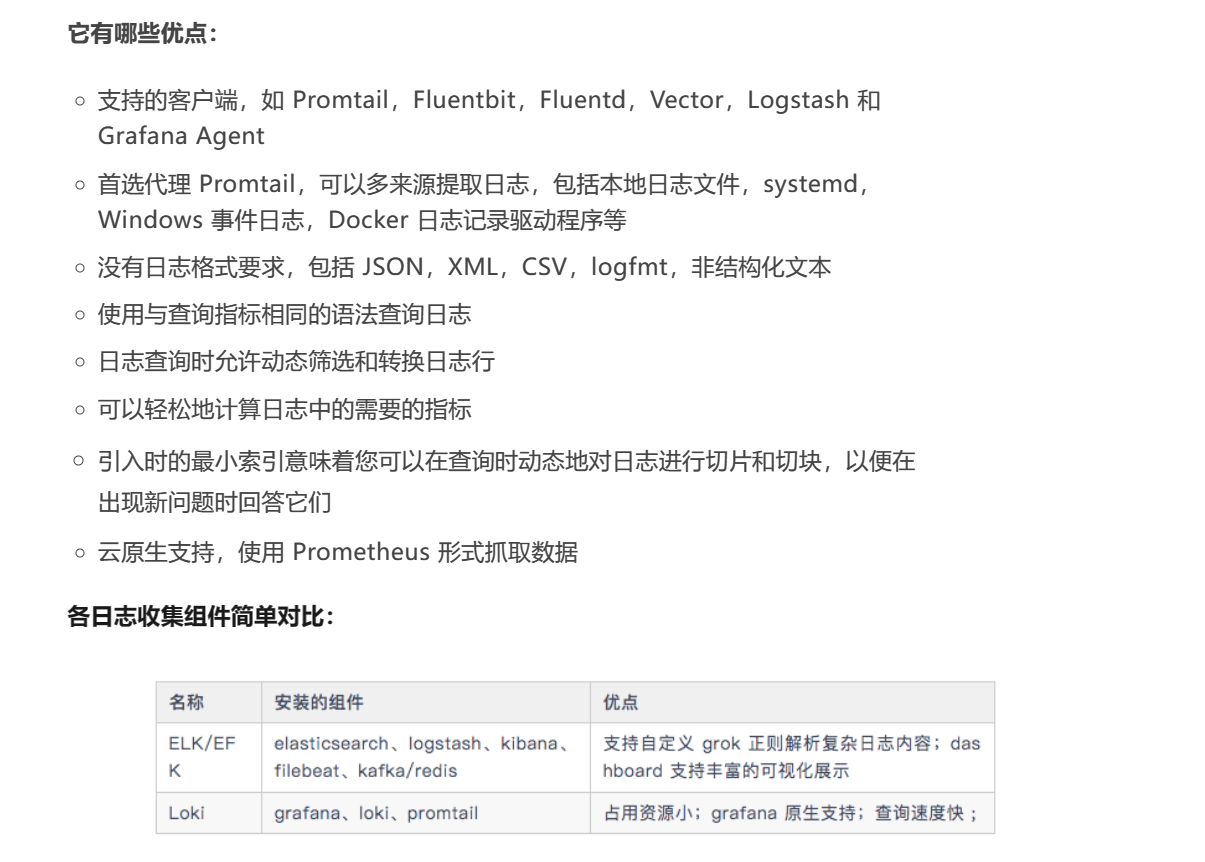 它有哪些优点：
支持的客户端，如 Promtail，Fluentbit，Fluentd，Vector，Logstash 和
Grafana Agent
首选代理 Promtail，可以多来源提取日志，包括本地日志文件，systemd，
Windows 事件日志，Docker 日志记录驱动程序等
没有日志格式要求，包括 JSON，XML，CSV，logfmt，非结构化文本
使用与查询指标相同的语法查询日志
日志查询时允许动态筛选和转换日志行
可以轻松地计算日志中的需要的指标
引入时的最小索引意味着您可以在查询时动态地对日志进行切片和切块，以便在
出现新问题时回答它们
云原生支持，使用 Prometheus 形式抓取数据
各日志收集组件简单对比：
名称 安装的组件 优点
ELK/EF elasticsearch、logstash、kibana、 支持自定义 grok 正则解析复杂日志内容；das
K filebeat、kafka/redis hboard 支持丰富的可视化展示
Loki grafana、loki、promtail 占用资源小；grafana 原生支持；查询速度快；